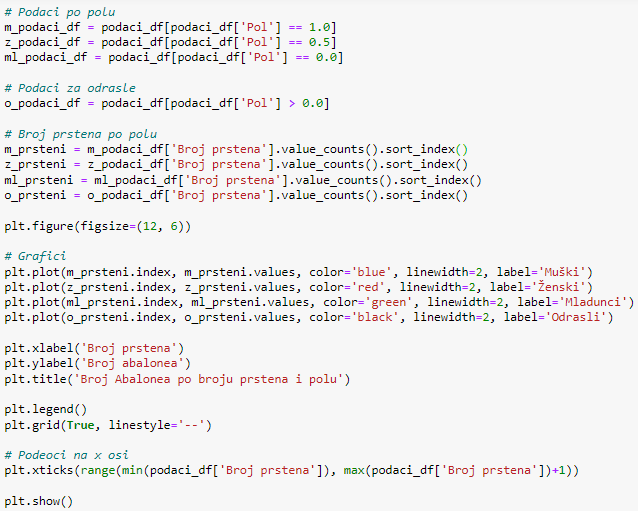 # Podaci po polu
m_podaci_df = podaci_df[podaci_df['Pol'] == 1.0]
z_podaci_df = podaci_df[podaci_df['Pol'] == 0.5]
ml_podaci_df = podaci_df[podaci_df['Pol'] == 0.0]

# Podaci za odrasle
o_podaci_df = podaci_df[podaci_df['Pol'] > 0.0]

# Broj prstena po polu
m_prsteni = m_podaci_df['Broj prstena'].value_counts().sort_index()
z_prsteni = z_podaci_df['Broj prstena'].value_counts().sort_index()
ml_prsteni = ml_podaci_df['Broj prstena'].value_counts().sort_index()
o_prsteni = o_podaci_df['Broj prstena'].value_counts().sort_index()

plt.figure(figsize=(12, 6))

# Grafici
plt.plot(m_prsteni.index, m_prsteni.values, color='blue', linewidth=2, label='Muški')
plt.plot(z_prsteni.index, z_prsteni.values, color='red', linewidth=2, label='Ženski')
plt.plot(ml_prsteni.index, ml_prsteni.values, color='green', linewidth=2, label='Mladunci')
plt.plot(o_prsteni.index, o_prsteni.values, color='black', linewidth=2, label='Odrasli')

plt.xlabel('Broj prstena')
plt.ylabel('Broj abalonea')
plt.title('Broj Abalonea po broju prstena i polu')

plt.legend()
plt.grid(True, linestyle='--')

# Podeoci na x osi
plt.xticks(range(min(podaci_df['Broj prstena']), max(podaci_df['Broj prstena'])+1))

plt.show()